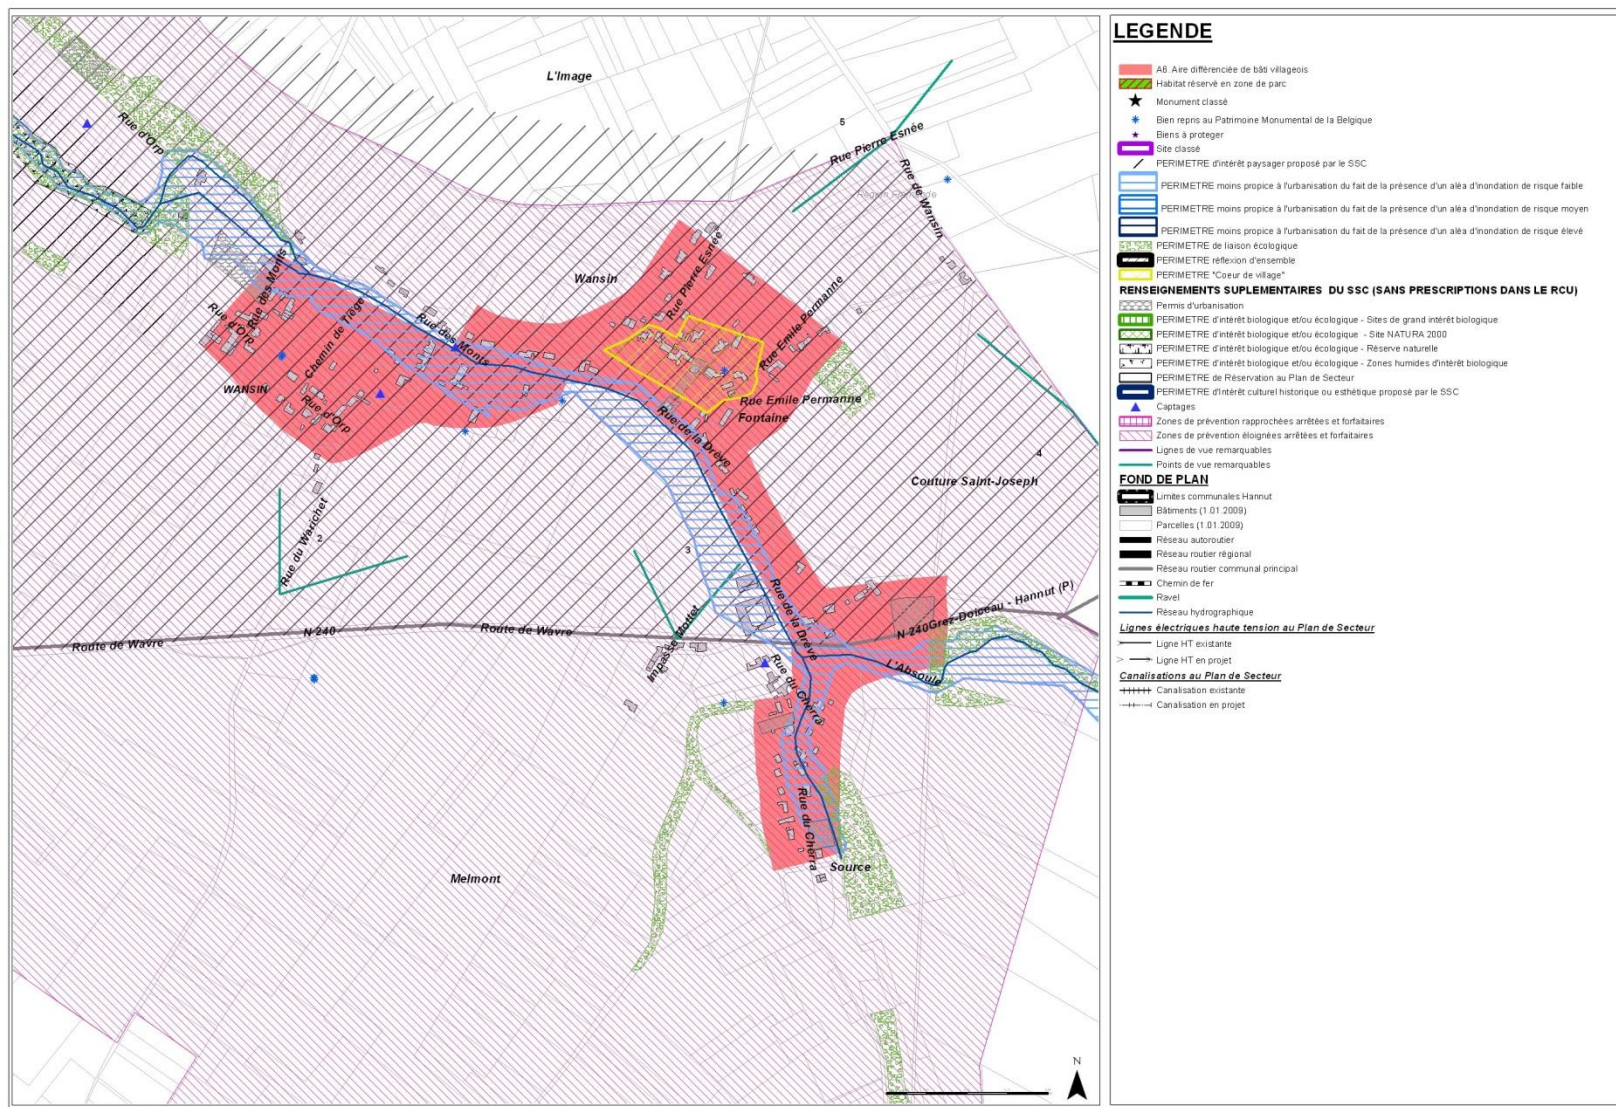 L'Image
5
Rue d'Orp
Rue Pierre Esnée
Rue de Wansin
Wansin
Rue Pierre Esnée
Rue des Monts
Chemin de Tiège
Rue d'Orp
Rue des Monts
Rue Emile Permanne
WANSIN
Rue d'Orp
Rue Emile Permanne
Fontaine
Rue de la Drève
4
Couture Saint-Joseph
Rue du Warichet
2
3
Route de Wavre
N 240
Route de Wavre
Impasse Mottet
Rue de la Drève
N 240 Grez-Doiceau - Hannut (P)
L'Absoule
Rue du Cherra
Rue du Cherra
Source
Melmont
N
LEGENDE
A6. Aire différenciée de bâti villageois
Habitat réservé en zone de parc
Monument classé
Bien repris au Patrimoine Monumental de la Belgique
Biens à proteger
Site classé
PERIMETRE d'intérêt paysager proposé par le SSC
PERIMETRE moins propice à l'urbanisation du fait de la présence d'un aléa d'inondation de risque faible
PERIMETRE moins propice à l'urbanisation du fait de la présence d'un aléa d'inondation de risque moyen
PERIMETRE moins propice à l'urbanisation du fait de la présence d'un aléa d'inondation de risque élevé
PERIMETRE de liaison écologique
PERIMETRE réflexion d'ensemble
PERIMETRE "Coeur de village"
RENSEIGNEMENTS SUPLEMENTAIRES DU SSC (SANS PRESCRIPTIONS DANS LE RCU)
Permis d'urbanisation
PERIMETRE d'intérêt biologique et/ou écologique - Sites de grand intérêt biologique
PERIMETRE d'intérêt biologique et/ou écologique - Site NATURA 2000
PERIMETRE d'intérêt biologique et/ou écologique - Réserve naturelle
PERIMETRE d'intérêt biologique et/ou écologique - Zones humides d'intérêt biologique
PERIMETRE de Réservation au Plan de Secteur
PERIMETRE d'Intérêt culturel historique ou esthétique proposé par le SSC
Captages
Zones de prévention rapprochées arrêtées et forfaitaires
Zones de prévention éloignées arrêtées et forfaitaires
Lignes de vue remarquables
Points de vue remarquables
FOND DE PLAN
Limites communales Hannut
Bâtiments (1.01.2009)
Parcelles (1.01.2009)
Réseau autoroutier
Réseau routier régional
Réseau routier communal principal
Chemin de fer
Ravel
Réseau hydrographique
Lignes électriques haute tension au Plan de Secteur
Ligne HT existante
Ligne HT en projet
Canalisations au Plan de Secteur
Canalisation existante
Canalisation en projet